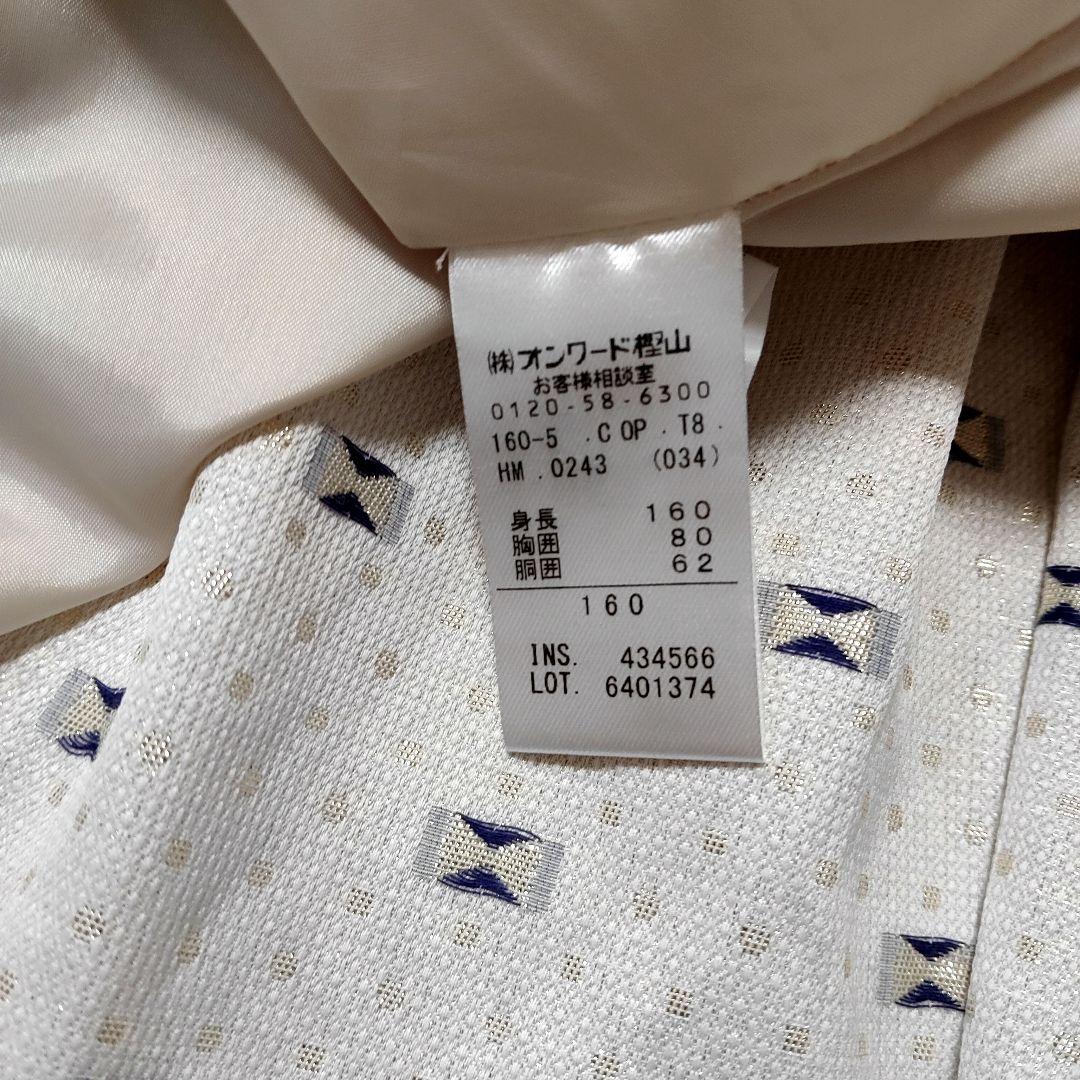 ㈱オンワード樫山
お客様相談室
0120-58-6300
160-5 .COP .T8.
HM .0243 (034)
身長 160
胸囲 80
胴囲 62
160
INS. 434566
LOT. 6401374